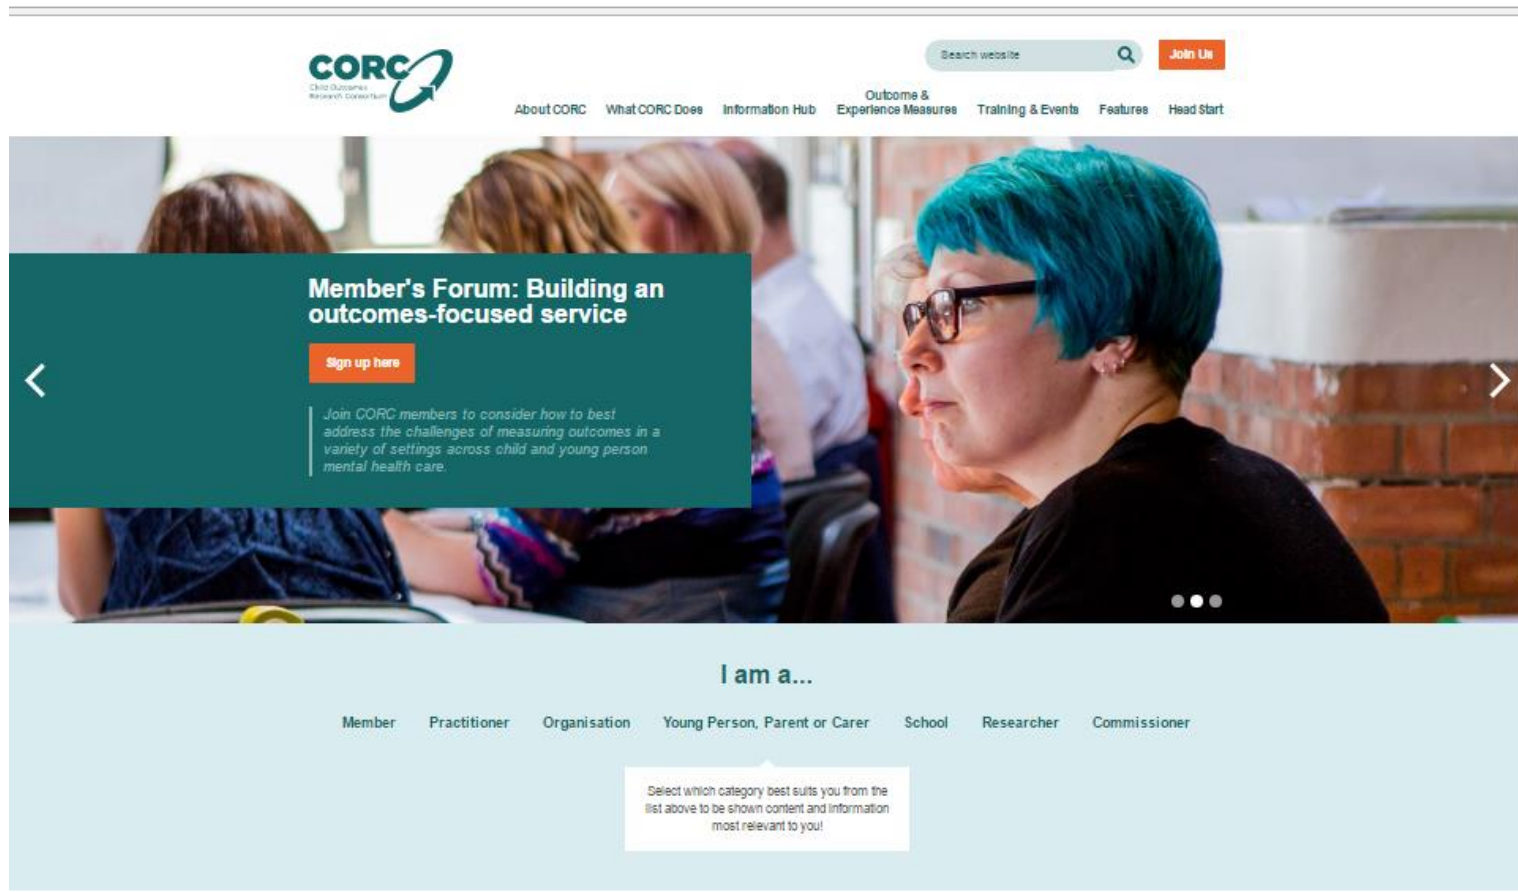 CORC
Child Outcomes
Research Consortium
Search website
Join Us
About CORC
What CORC Does
Information Hub
Outcome &
Experience Measures
Training & Events
Features
Head Start
Member's Forum: Building an
outcomes-focused service
Sign up here
Join CORC members to consider how to best
address the challenges of measuring outcomes in a
variety of settings across child and young person
mental health care.
I am a...
Member
Practitioner
Organisation
Young Person, Parent or Carer
School
Researcher
Commissioner
Select which category best suits you from the
list above to be shown content and information
most relevant to you!